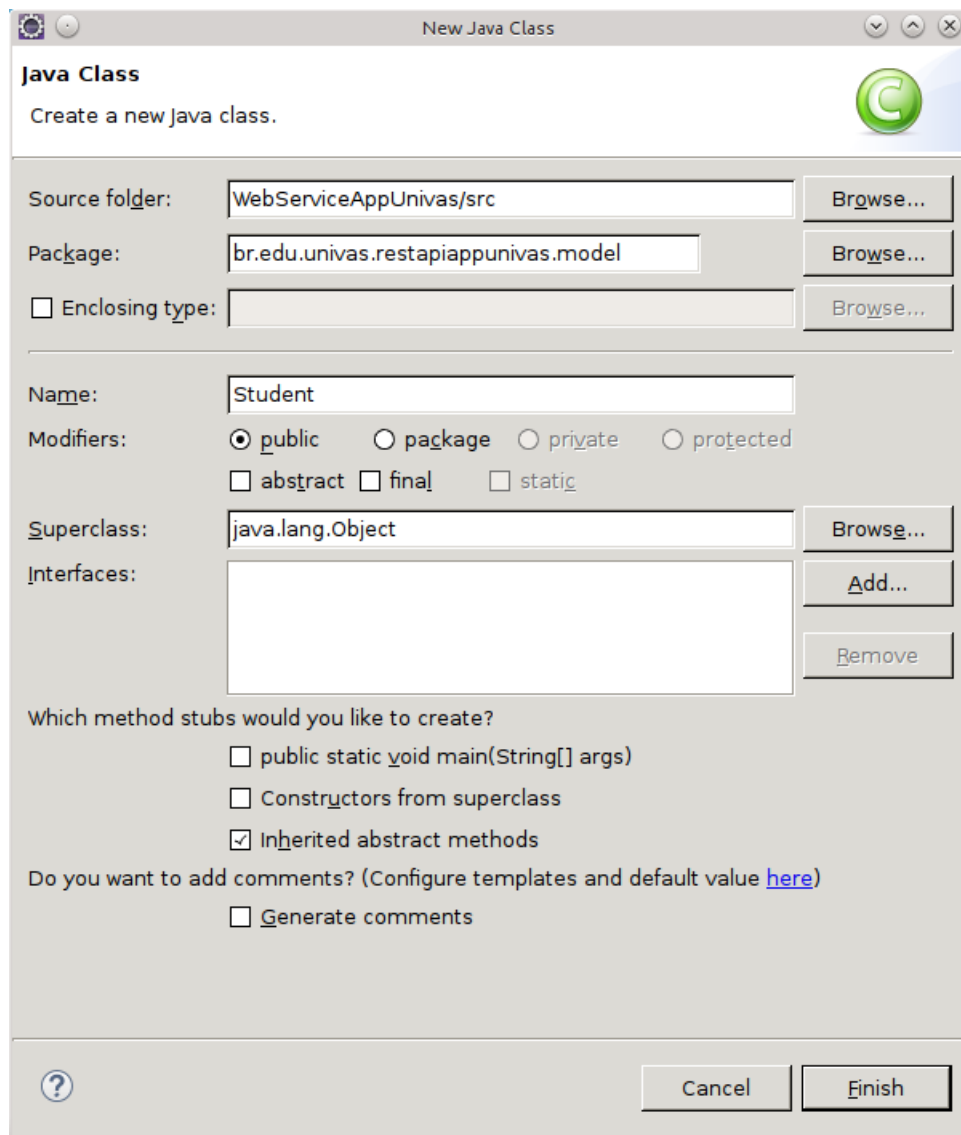 New Java Class
Java Class
Create a new Java class.
C
Source folder: WebServiceAppUnivas/src Browse...
Package: br.edu.univas.restapiappunivas.model Browse...
Enclosing type: Browse...
Name: Student
Modifiers: public package private protected
abstract final static
Superclass: java.lang.Object Browse...
Interfaces: Add...
Remove
Which method stubs would you like to create?
public static void main(String[] args)
Constructors from superclass
Inherited abstract methods
Do you want to add comments? (Configure templates and default value here)
Generate comments
? Cancel Finish